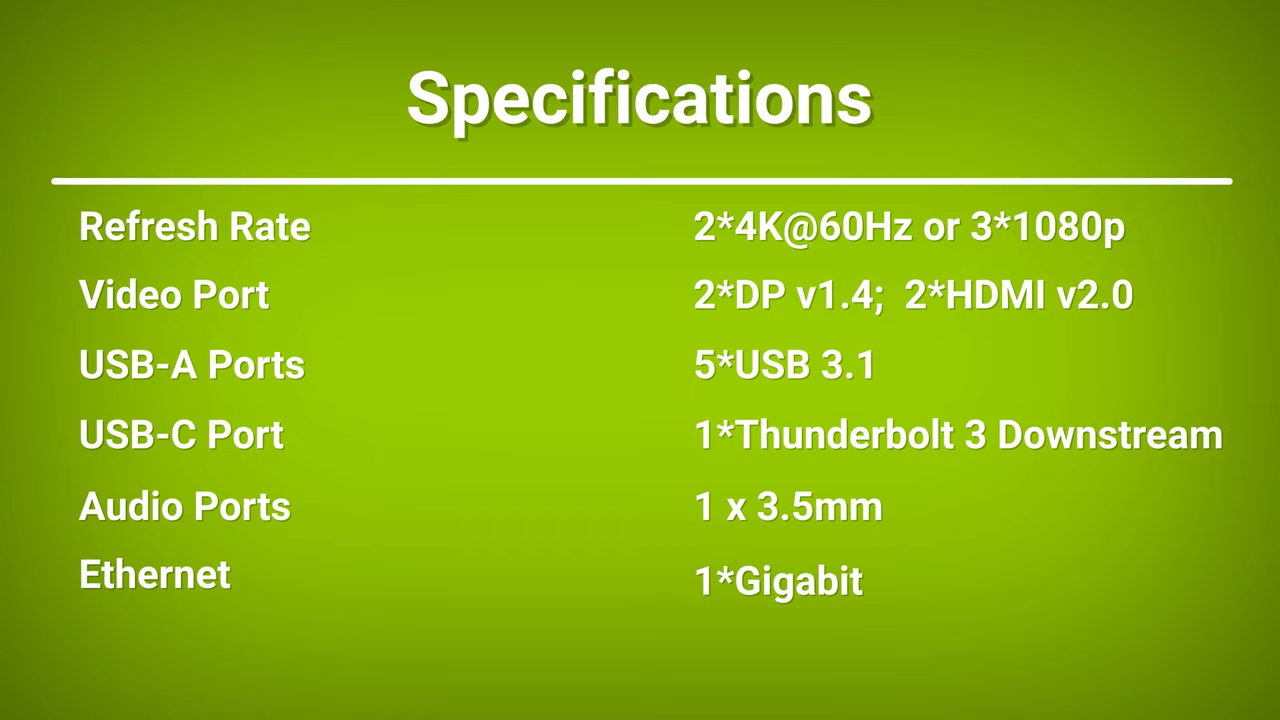 Specifications
Refresh Rate 2*4K@60Hz or 3*1080p
Video Port 2*DP v1.4;  2*HDMI v2.0
USB-A Ports 5*USB 3.1
USB-C Port 1*Thunderbolt 3 Downstream
Audio Ports 1 x 3.5mm
Ethernet 1*Gigabit